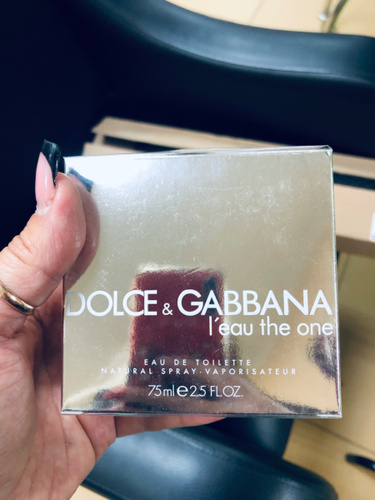 DOLCE & GABBANA
l'eau the one
EAU DE TOILETTE
NATURAL SPRAY · VAPORISATEUR
75ml ℮ 2.5 FL.OZ.